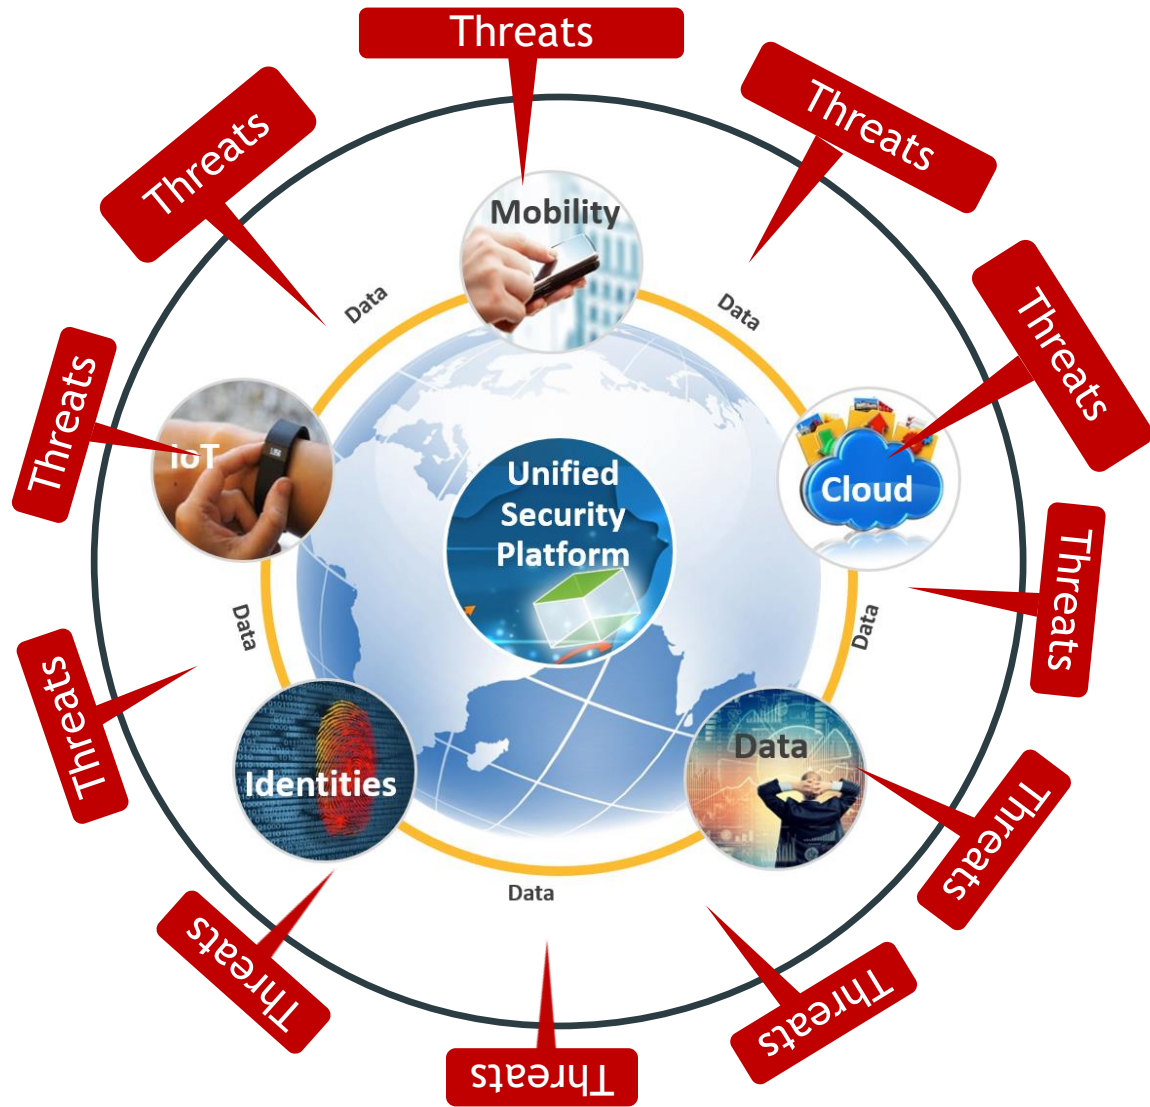 Threats
Threats
Threats
Mobility
Data
Data
Threats
Threats
IoT
Cloud
Unified
Security
Platform
Threats
Data
Data
Threats
Identities
Data
Threats
Data
Threats
Threats
Threats